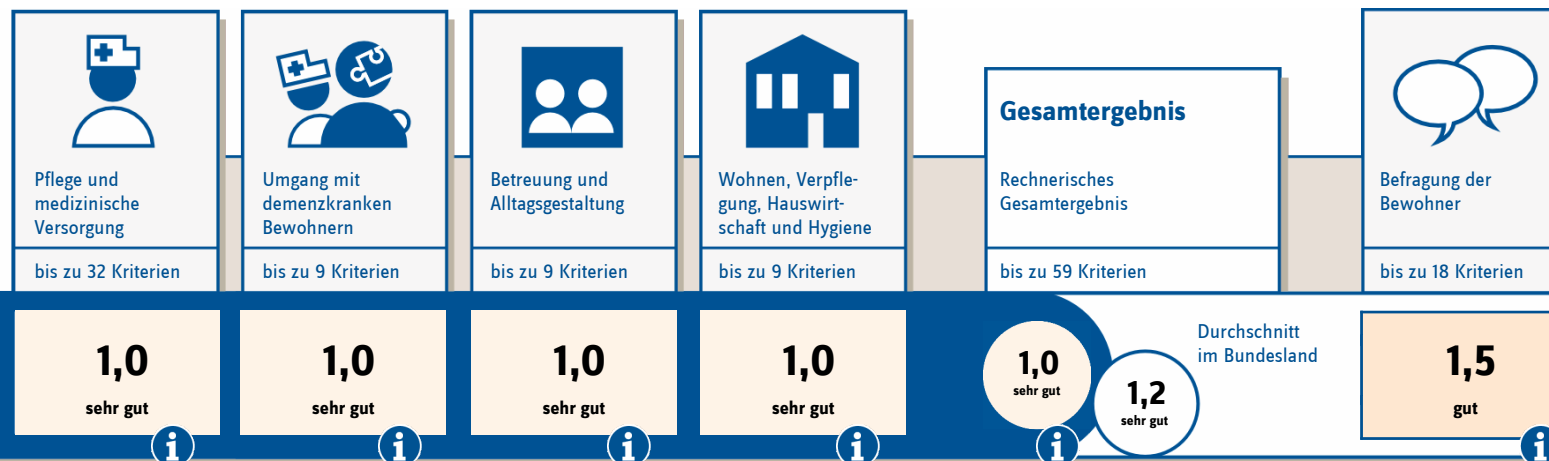 Pflege und
medizinische
Versorgung
bis zu 32 Kriterien
1,0
sehr gut
i
Umgang mit
demenzkranken
Bewohnern
bis zu 9 Kriterien
1,0
sehr gut
i
Betreuung und
Alltagsgestaltung
bis zu 9 Kriterien
1,0
sehr gut
i
Wohnen, Verpfle-
gung, Hauswirt-
schaft und Hygiene
bis zu 9 Kriterien
1,0
sehr gut
i
Gesamtergebnis
Rechnerisches
Gesamtergebnis
bis zu 59 Kriterien
1,0
sehr gut
i
1,2
sehr gut
Durchschnitt
im Bundesland
Befragung der
Bewohner
bis zu 18 Kriterien
1,5
gut
i